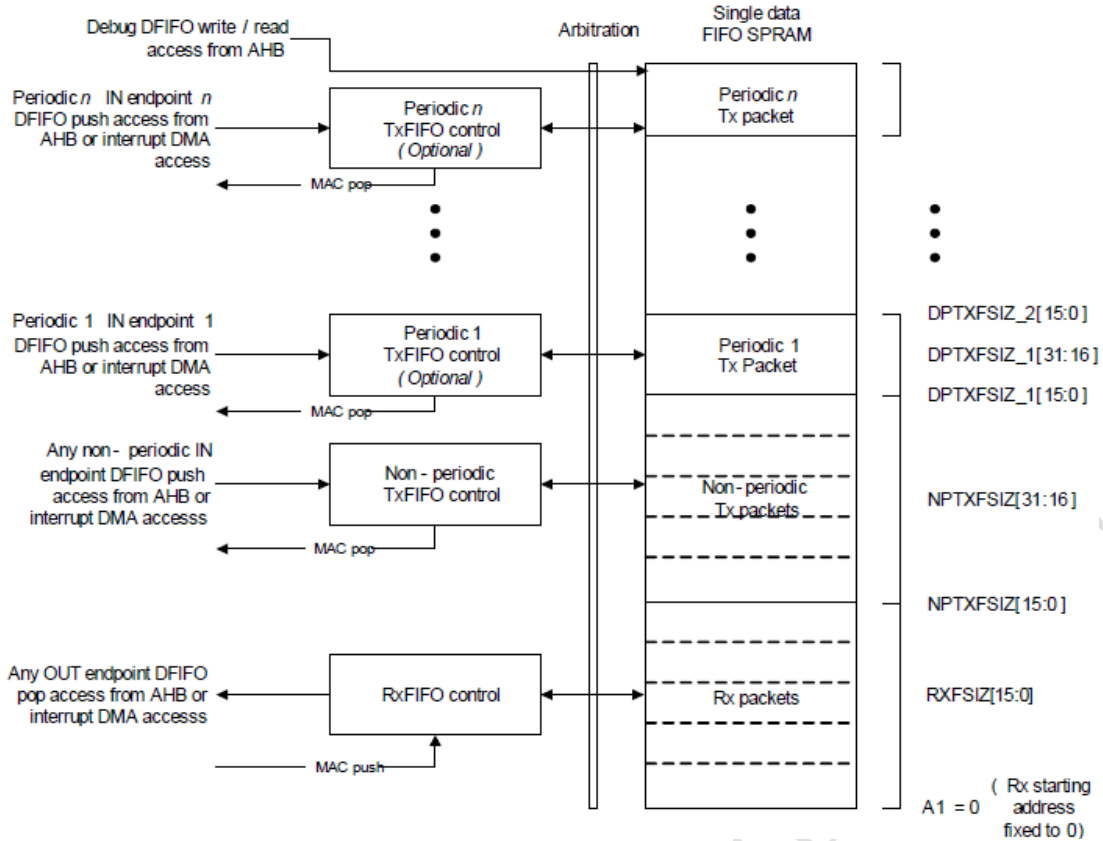 Debug DFIFO write / read
access from AHB
Arbitration
Single data
FIFO SPRAM
Periodic n IN endpoint n
DFIFO push access from
AHB or interrupt DMA
access
Periodic n
TxFIFO control
( Optional )
MAC pop
Periodic n
Tx packet
Periodic 1 IN endpoint 1
DFIFO push access from
AHB or interrupt DMA
access
Periodic 1
TxFIFO control
( Optional )
MAC pop
Periodic 1
Tx Packet
DPTXFSIZ_2[15:0]
DPTXFSIZ_1[31:16]
DPTXFSIZ_1[15:0]
Any non- periodic IN
endpoint DFIFO push
access from AHB or
interrupt DMA accesss
Non- periodic
TxFIFO control
MAC pop
Non- periodic
Tx packets
NPTXFSIZ[31:16]
NPTXFSIZ[15:0]
Any OUT endpoint DFIFO
pop access from AHB or
interrupt DMA accesss
RxFIFO control
MAC push
Rx packets
RXFSIZ[15:0]
A1 = 0
( Rx starting
address
fixed to 0)